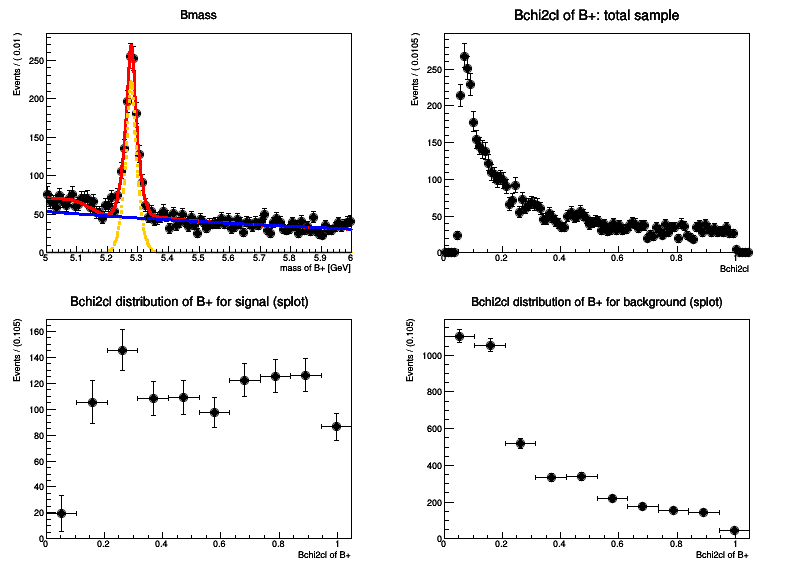 Bmass
Events / ( 0.01 )
250
200
150
100
50
0
5 5.1 5.2 5.3 5.4 5.5 5.6 5.7 5.8 5.9 6
mass of B+ [GeV]
Bchi2cl of B+: total sample
Events / ( 0.0105 )
250
200
150
100
50
0
0 0.2 0.4 0.6 0.8 1
Bchi2cl
Bchi2cl distribution of B+ for signal (splot)
Events / (0.105)
160
140
120
100
80
60
40
20
0
0 0.2 0.4 0.6 0.8 1
Bchi2cl of B+
Bchi2cl distribution of B+ for background (splot)
Events / (0.105)
1000
800
600
400
200
0
0 0.2 0.4 0.6 0.8 1
Bchi2cl of B+